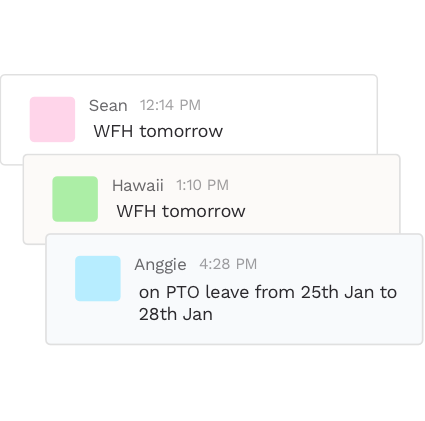 Sean 12:14 PM
WFH tomorrow
Hawaii 1:10 PM
WFH tomorrow
Anggie 4:28 PM
on PTO leave from 25th Jan to
28th Jan